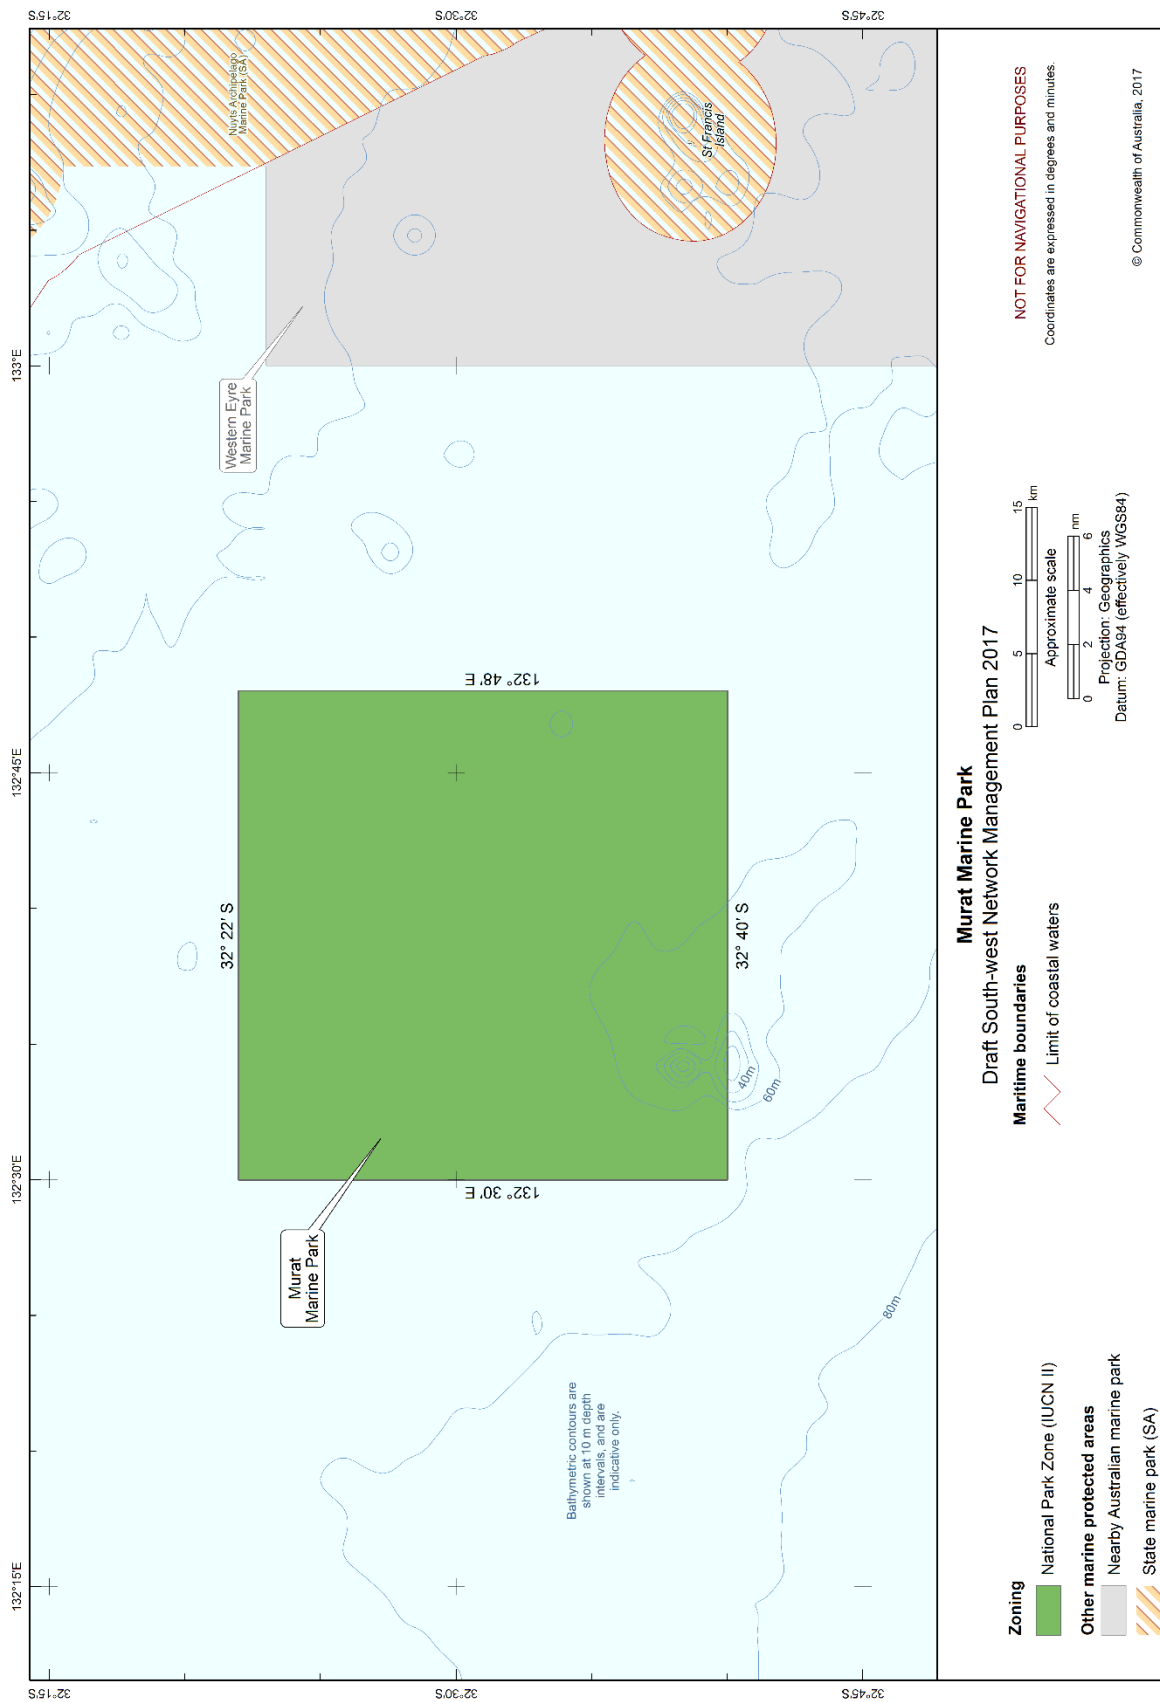 132°15'E
132°30'E
132°45'E
133°E
32°15'S
32°15'S
32°30'S
32°30'S
32°45'S
32°45'S
Nuyts Archipelago
Marine Park (SA)
Western Eyre
Marine Park
St Francis
Island
Murat
Marine Park
32° 22' S
132° 30' E
132° 48' E
32° 40' S
40m
60m
80m
Bathymetric contours are
shown at 10 m depth
intervals, and are
indicative only.
Murat Marine Park
Draft South-west Network Management Plan 2017
Zoning
National Park Zone (IUCN II)
Other marine protected areas
Nearby Australian marine park
State marine park (SA)
Maritime boundaries
Limit of coastal waters
0 5 10 15
km
Approximate scale
nm
0 2 4 6
Projection: Geographics
Datum: GDA94 (effectively WGS84)
NOT FOR NAVIGATIONAL PURPOSES
Coordinates are expressed in degrees and minutes.
© Commonwealth of Australia, 2017